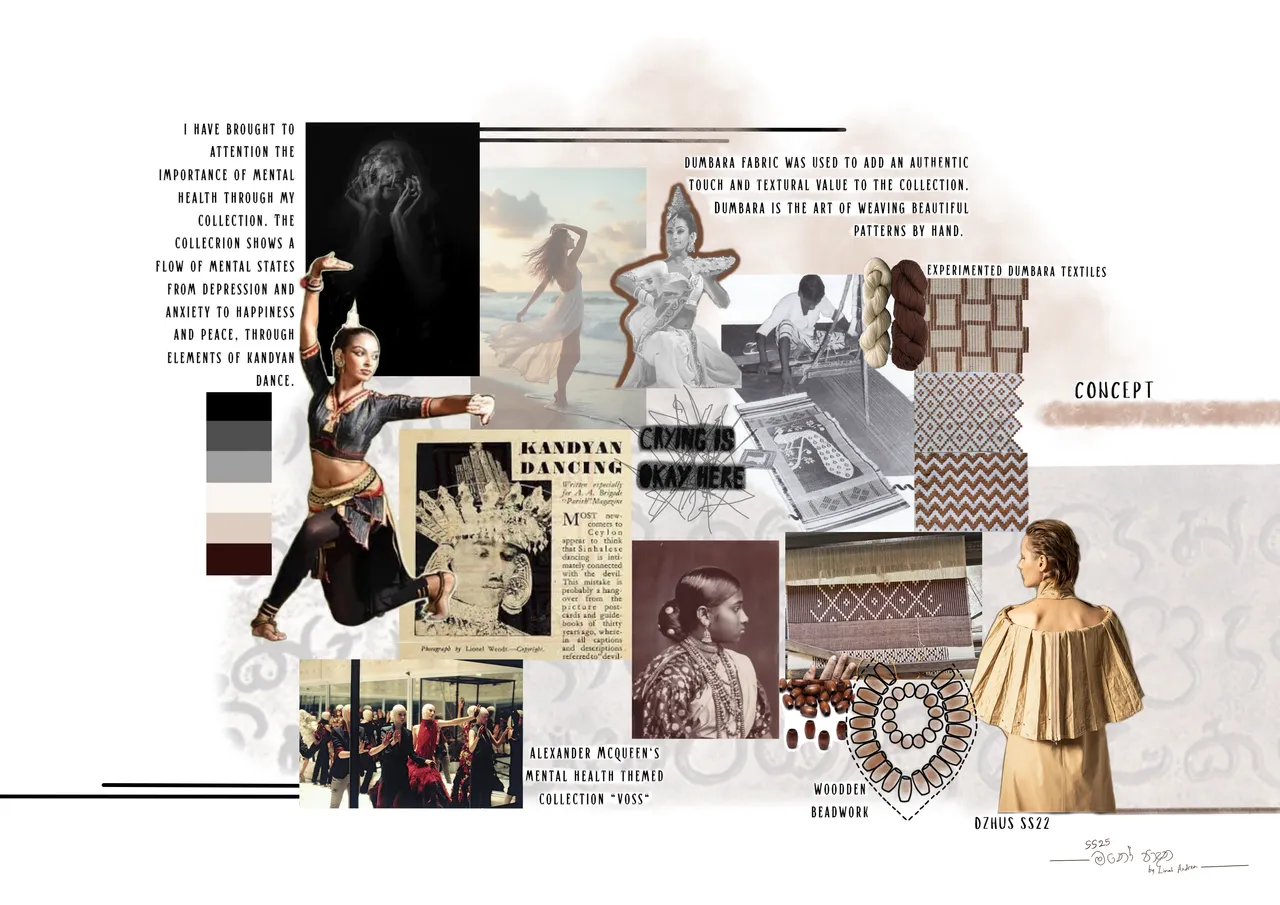 I HAVE BROUGHT TO
ATTENTION THE
IMPORTANCE OF MENTAL
HEALTH THROUGH MY
COLLECTION. THE
COLLECRION SHOWS A
FLOW OF MENTAL STATES
FROM DEPRESSION AND
ANXIETY TO HAPPINESS
AND PEACE, THROUGH
ELEMENTS OF KANDYAN
DANCE.
DUMBARA FABRIC WAS USED TO ADD AN AUTHENTIC
TOUCH AND TEXTURAL VALUE TO THE COLLECTION.
DUMBARA IS THE ART OF WEAVING BEAUTIFUL
PATTERNS BY HAND.
EXPERIMENTED DUMBARA TEXTILES
CONCEPT
CRYING IS
OKAY HERE
KANDYAN
DANCING
Written especially
for A. A. Brigade
"Parish" Magazine
MOST new-
comers to
Ceylon
appear to think
that Sinhalese
dancing is inti-
mately connected
with the devil.
This mistake is
probably a hang-
over from the
picture post-
cards and guide-
books of thirty
years ago, where-
in all captions
and descriptions
referred to "devil-
Photograph by Lionel Wendt.—Copyright.
ALEXANDER MCQUEEN'S
MENTAL HEALTH THEMED
COLLECTION "VOSS"
WOODDEN
BEADWORK
DZHUS SS22
SS25
by